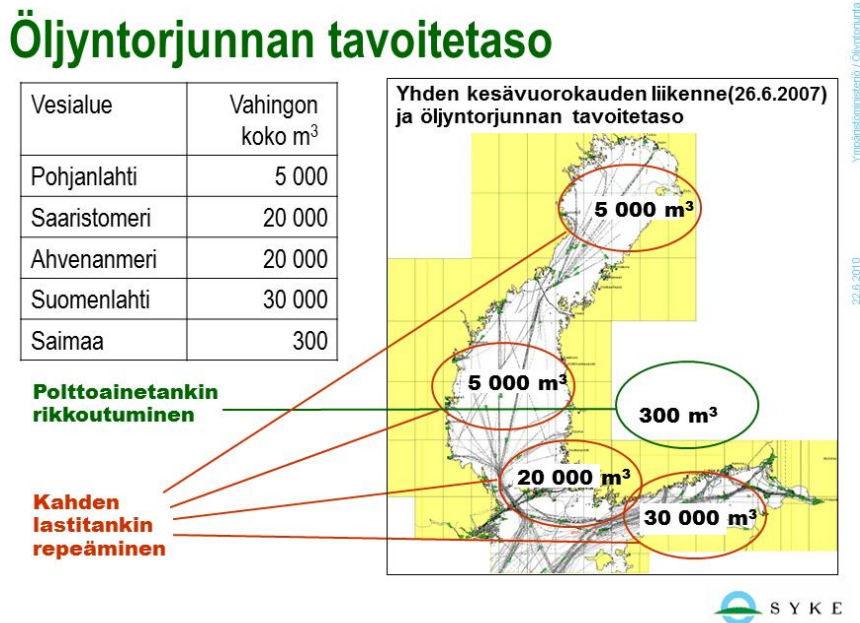 Öljyntorjunnan tavoitetaso
Vesialue Vahingon
koko m³
Pohjanlahti 5 000
Saaristomeri 20 000
Ahvenanmeri 20 000
Suomenlahti 30 000
Saimaa 300
Polttoainetankin
rikkoutuminen
Kahden
lastitankin
repeäminen
Yhden kesävuorokauden liikenne(26.6.2007)
ja öljyntorjunnan tavoitetaso
5 000 m³
5 000 m³
300 m³
20 000 m³
30 000 m³
Ympäristöministeriö / Öljyntorjunta
22.6.2010
SYKE